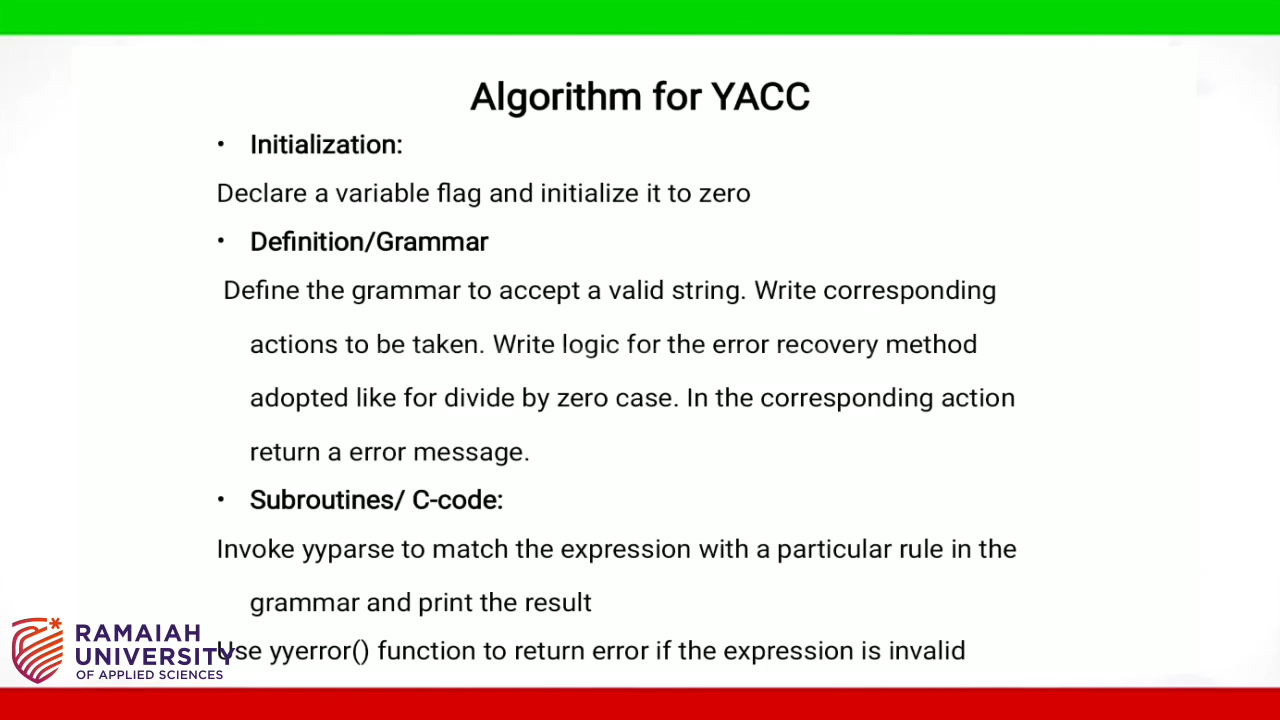 Algorithm for YACC
• Initialization:
Declare a variable flag and initialize it to zero
• Definition/Grammar
Define the grammar to accept a valid string. Write corresponding
actions to be taken. Write logic for the error recovery method
adopted like for divide by zero case. In the corresponding action
return a error message.
• Subroutines/ C-code:
Invoke yyparse to match the expression with a particular rule in the
grammar and print the result
Use yyerror() function to return error if the expression is invalid
RAMAIAH
UNIVERSITY
OF APPLIED SCIENCES